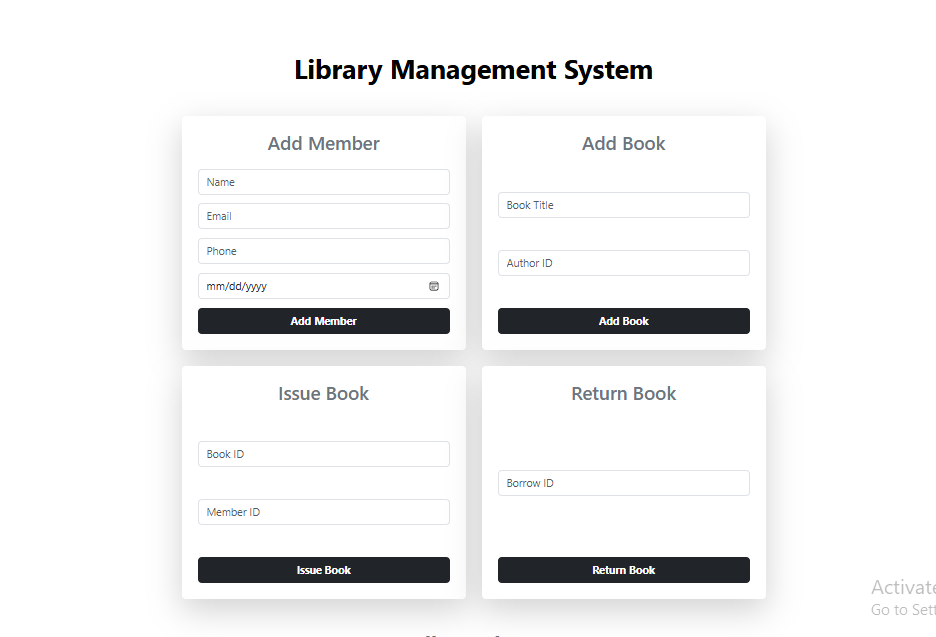 Library Management System
Add Member
Name
Email
Phone
mm/dd/yyyy
Add Member
Add Book
Book Title
Author ID
Add Book
Issue Book
Book ID
Member ID
Issue Book
Return Book
Borrow ID
Return Book
Activate
Go to Sett